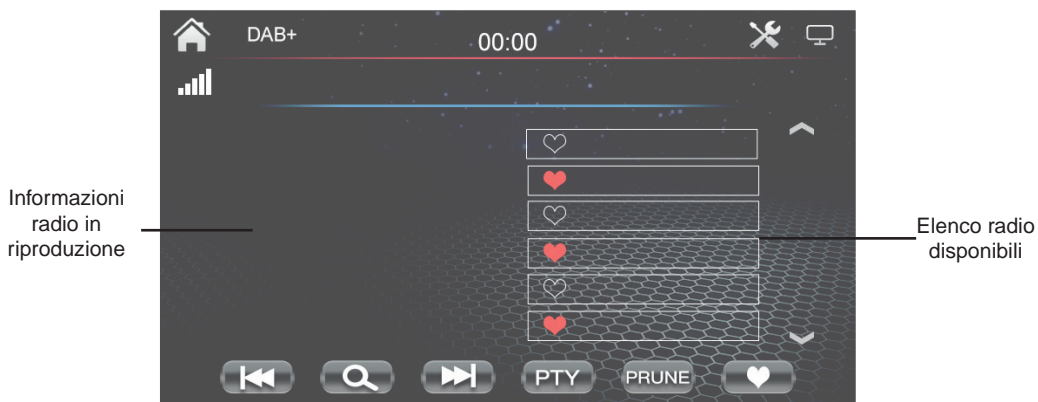 DAB+
00:00
Informazioni
radio in
riproduzione
Elenco radio
disponibili
PTY
PRUNE